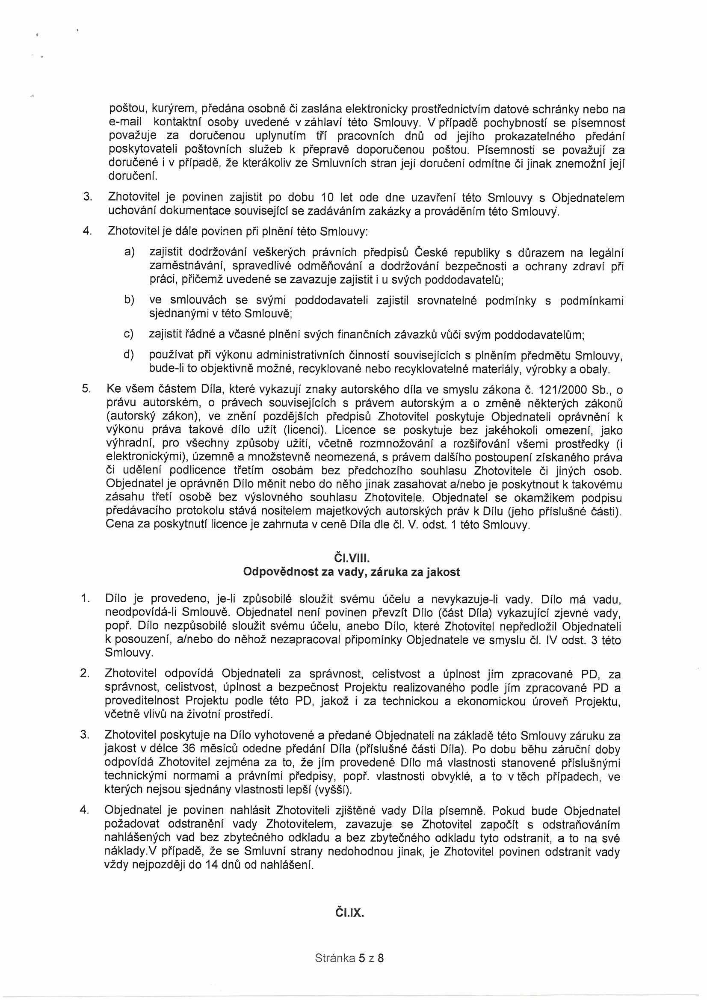 poštou, kurýrem, předána osobně či zaslána elektronicky prostřednictvím datové schránky nebo na
e-mail kontaktní osoby uvedené v záhlaví této Smlouvy. V případě pochybností se písemnost
považuje za doručenou uplynutím tří pracovních dnů od jejího prokazatelného předání
poskytovateli poštovních služeb k přepravě doporučenou poštou. Písemnosti se považují za
doručené i v případě, že kterákoliv ze Smluvních stran její doručení odmítne či jinak znemožní její
doručení.
3. Zhotovitel je povinen zajistit po dobu 10 let ode dne uzavření této Smlouvy s Objednatelem
uchování dokumentace související se zadáváním zakázky a prováděním této Smlouvy.
4. Zhotovitel je dále povinen při plnění této Smlouvy:
a) zajistit dodržování veškerých právních předpisů České republiky s důrazem na legální
zaměstnávání, spravedlivé odměňování a dodržování bezpečnosti a ochrany zdraví při
práci, přičemž uvedené se zavazuje zajistit i u svých poddodavatelů;
b) ve smlouvách se svými poddodavateli zajistil srovnatelné podmínky s podmínkami
sjednanými v této Smlouvě;
c) zajistit řádné a včasné plnění svých finančních závazků vůči svým poddodavatelům;
d) používat při výkonu administrativních činností souvisejících s plněním předmětu Smlouvy,
bude-li to objektivně možné, recyklované nebo recyklovatelné materiály, výrobky a obaly.
5. Ke všem částem Díla, které vykazují znaky autorského díla ve smyslu zákona č. 121/2000 Sb., o
právu autorském, o právech souvisejících s právem autorským a o změně některých zákonů
(autorský zákon), ve znění pozdějších předpisů Zhotovitel poskytuje Objednateli oprávnění k
výkonu práva takové dílo užít (licenci). Licence se poskytuje bez jakéhokoli omezení, jako
výhradní, pro všechny způsoby užití, včetně rozmnožování a rozšiřování všemi prostředky (i
elektronickými), územně a množstevně neomezená, s právem dalšího postoupení získaného práva
či udělení podlicence třetím osobám bez předchozího souhlasu Zhotovitele či jiných osob.
Objednatel je oprávněn Dílo měnit nebo do něho jinak zasahovat a/nebo je poskytnout k takovému
zásahu třetí osobě bez výslovného souhlasu Zhotovitele. Objednatel se okamžikem podpisu
předávacího protokolu stává nositelem majetkových autorských práv k Dílu (jeho příslušné části).
Cena za poskytnutí licence je zahrnuta v ceně Díla dle čl. V. odst. 1 této Smlouvy.
Čl.VIII.
Odpovědnost za vady, záruka za jakost
1. Dílo je provedeno, je-li způsobilé sloužit svému účelu a nevykazuje-li vady. Dílo má vadu,
neodpovídá-li Smlouvě. Objednatel není povinen převzít Dílo (část Díla) vykazující zjevné vady,
popř. Dílo nezpůsobilé sloužit svému účelu, anebo Dílo, které Zhotovitel nepředložil Objednateli
k posouzení, a/nebo do něhož nezapracoval připomínky Objednatele ve smyslu čl. IV odst. 3 této
Smlouvy.
2. Zhotovitel odpovídá Objednateli za správnost, celistvost a úplnost jím zpracované PD, za
správnost, celistvost, úplnost a bezpečnost Projektu realizovaného podle jím zpracované PD a
proveditelnost Projektu podle této PD, jakož i za technickou a ekonomickou úroveň Projektu,
včetně vlivů na životní prostředí.
3. Zhotovitel poskytuje na Dílo vyhotovené a předané Objednateli na základě této Smlouvy záruku za
jakost v délce 36 měsíců odedne předání Díla (příslušné části Díla). Po dobu běhu záruční doby
odpovídá Zhotovitel zejména za to, že jím provedené Dílo má vlastnosti stanovené příslušnými
technickými normami a právními předpisy, popř. vlastnosti obvyklé, a to v těch případech, ve
kterých nejsou sjednány vlastnosti lepší (vyšší).
4. Objednatel je povinen nahlásit Zhotoviteli zjištěné vady Díla písemně. Pokud bude Objednatel
požadovat odstranění vady Zhotovitelem, zavazuje se Zhotovitel započít s odstraňováním
nahlášených vad bez zbytečného odkladu a bez zbytečného odkladu tyto odstranit, a to na své
náklady.V případě, že se Smluvní strany nedohodnou jinak, je Zhotovitel povinen odstranit vady
vždy nejpozději do 14 dnů od nahlášení.
Čl.IX.
Stránka 5 z 8